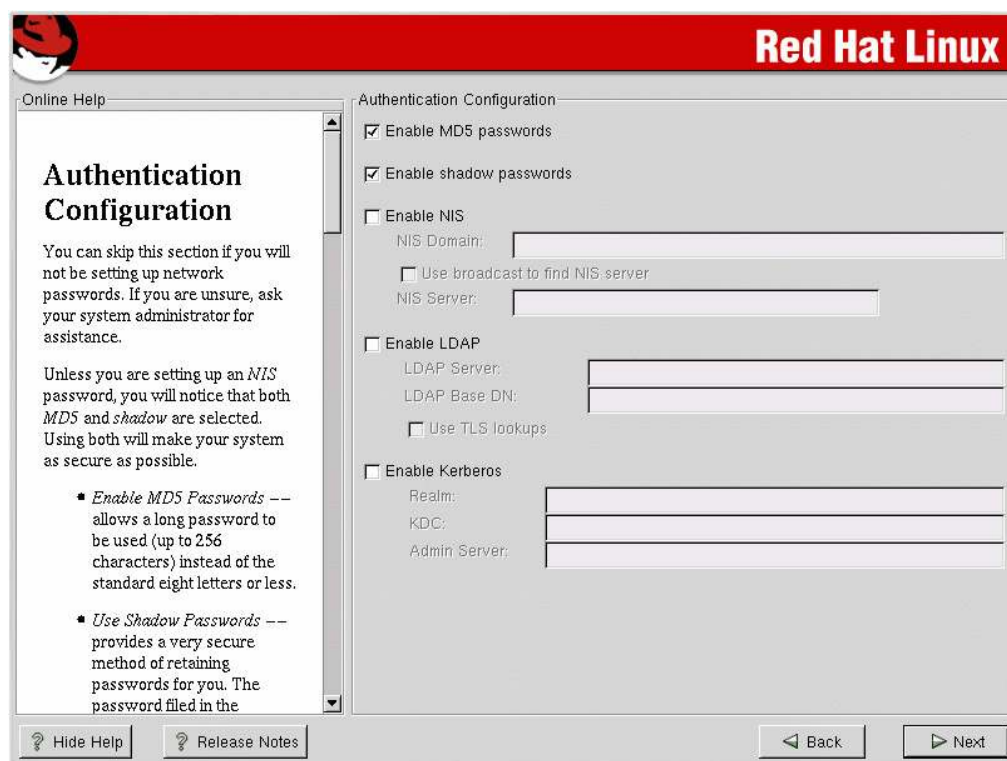 Red Hat Linux
Online Help
Authentication
Configuration
You can skip this section if you will
not be setting up network
passwords. If you are unsure, ask
your system administrator for
assistance.
Unless you are setting up an NIS
password, you will notice that both
MD5 and shadow are selected.
Using both will make your system
as secure as possible.
Enable MD5 Passwords --
allows a long password to
be used (up to 256
characters) instead of the
standard eight letters or less.
Use Shadow Passwords --
provides a very secure
method of retaining
passwords for you. The
password filed in the
Authentication Configuration
Enable MD5 passwords
Enable shadow passwords
Enable NIS
NIS Domain:
Use broadcast to find NIS server
NIS Server:
Enable LDAP
LDAP Server:
LDAP Base DN:
Use TLS lookups
Enable Kerberos
Realm:
KDC:
Admin Server:
Hide Help
Release Notes
Back
Next